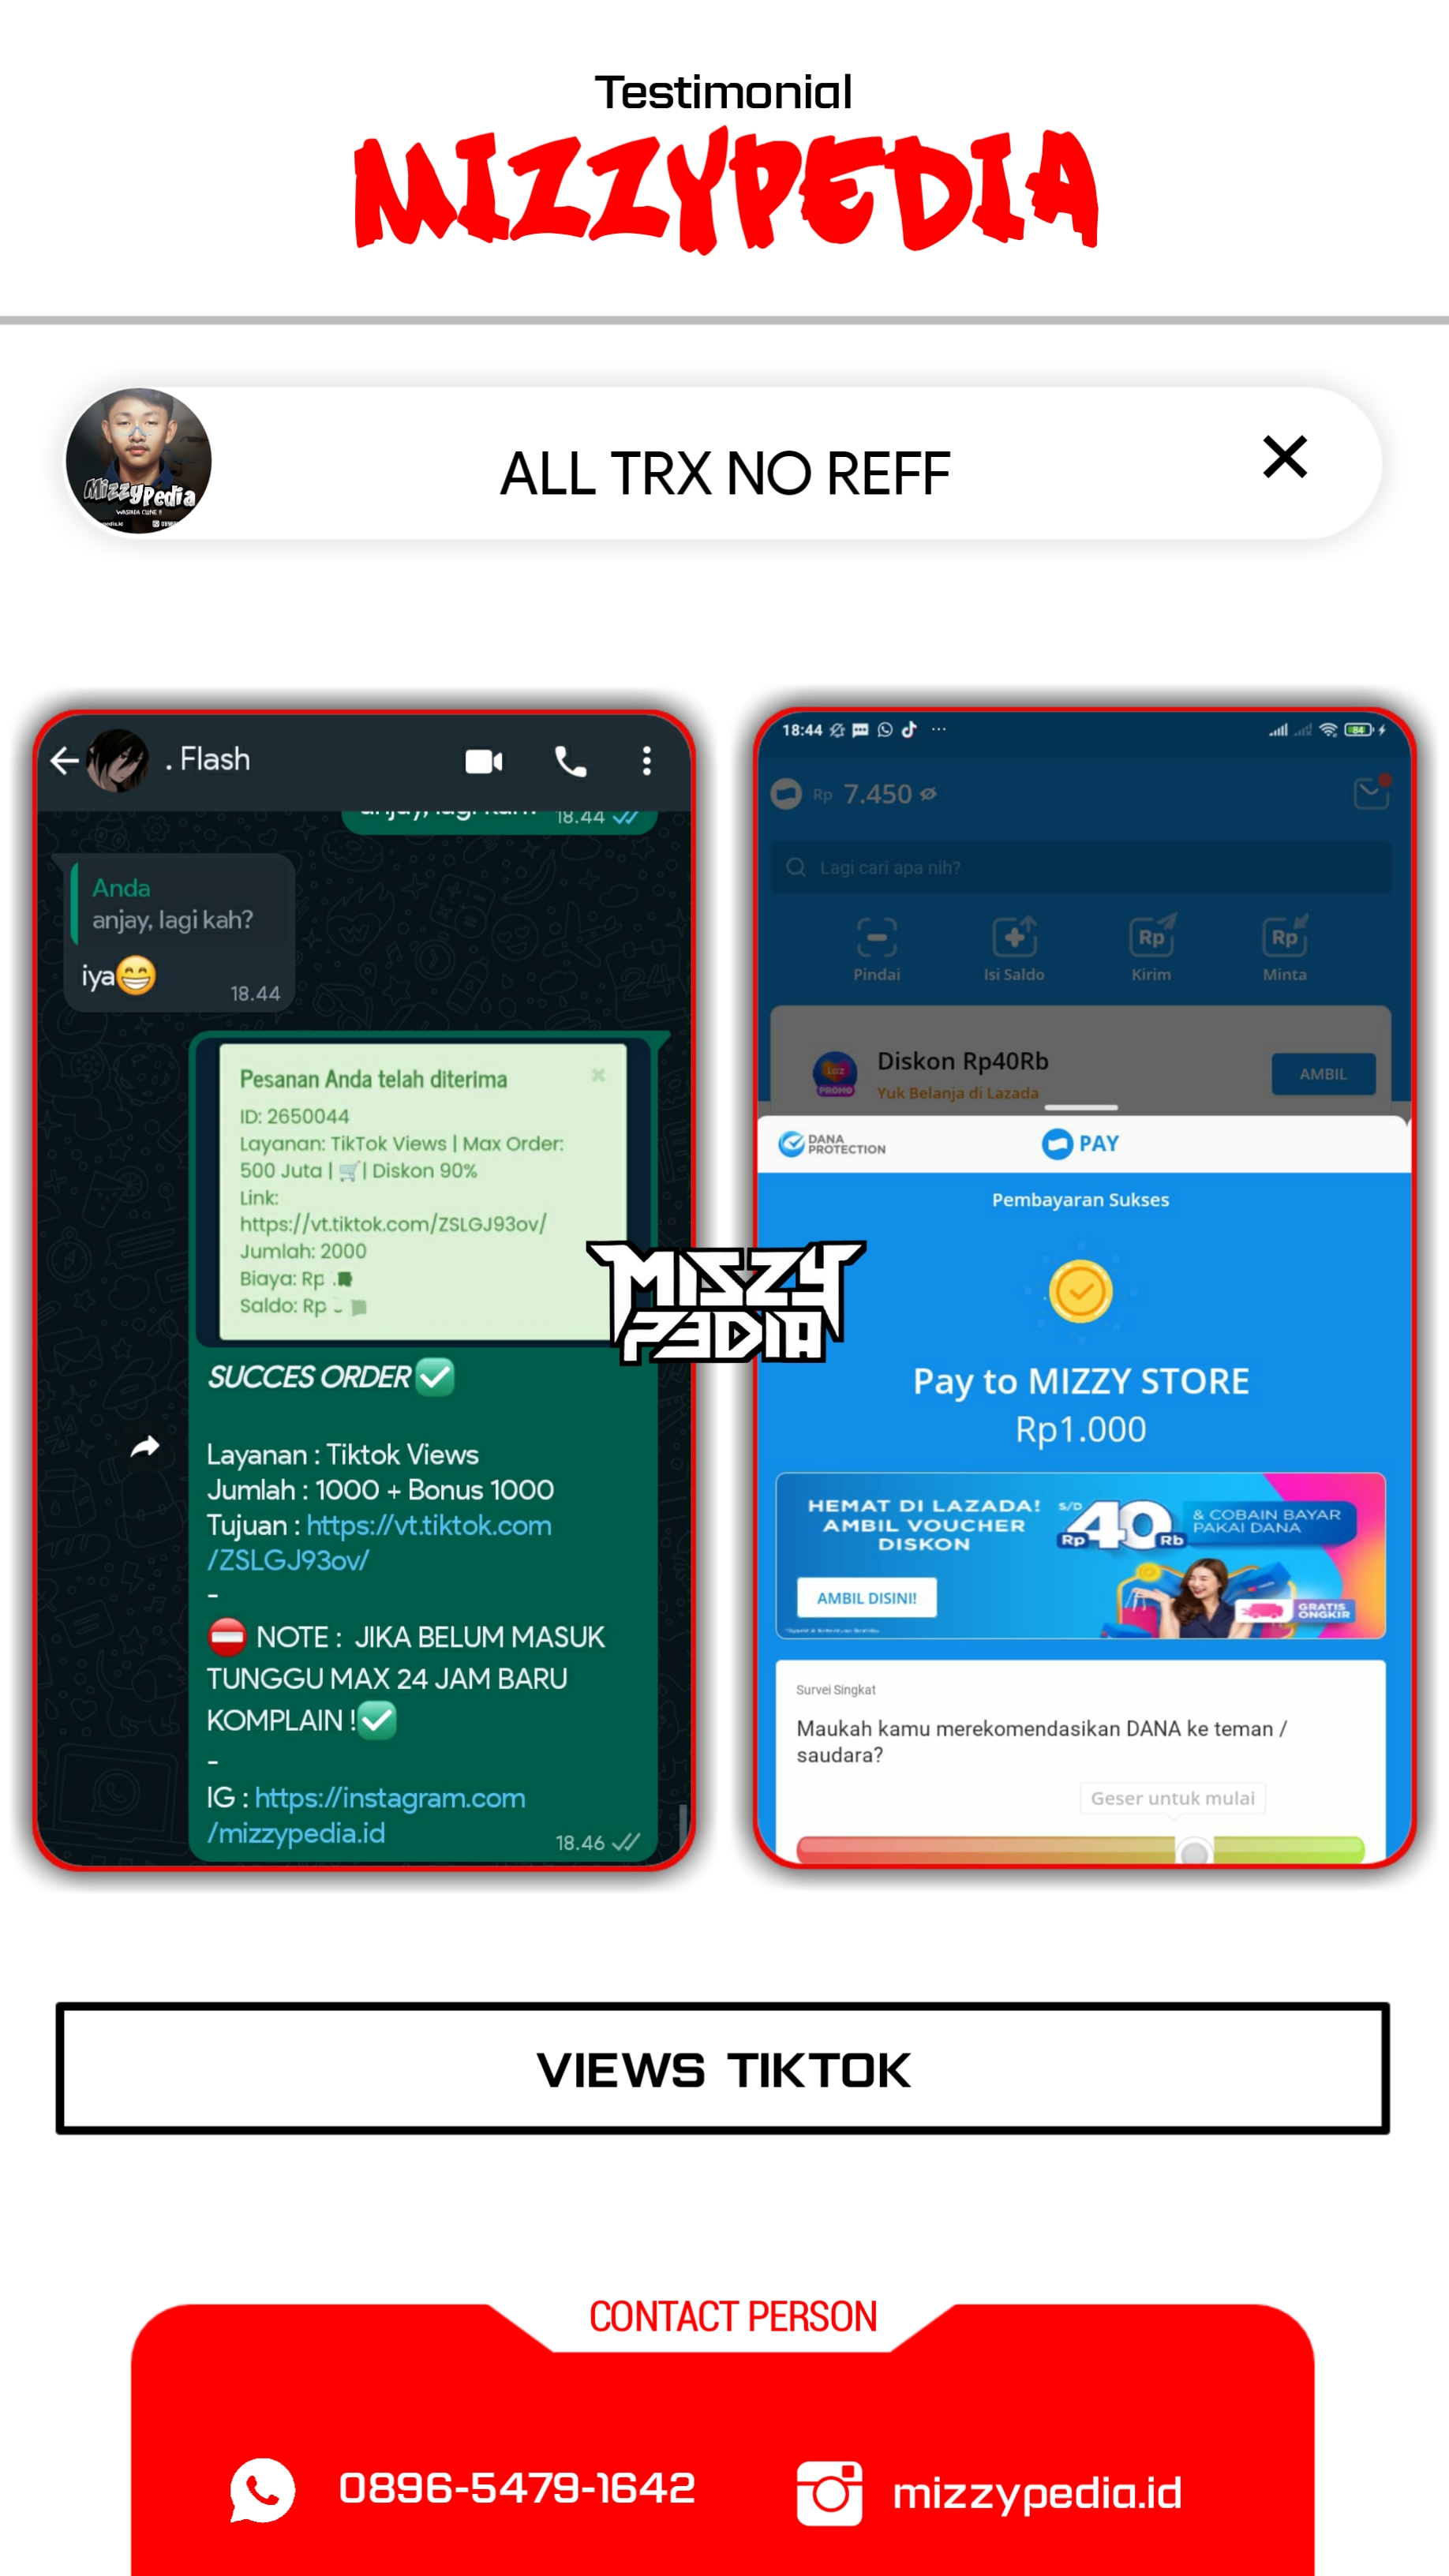 Testimonial
MIZZYPEDIA
MizzyPedia
ALL TRX NO REFF
. Flash
18.44
Anda
anjay, lagi kah?
iya😁
18.44
Pesanan Anda telah diterima
ID: 2650044
Layanan: TikTok Views | Max Order:
500 Juta | 🛒| Diskon 90%
Link:
https://vt.tiktok.com/ZSLGJ93ov/
Jumlah: 2000
Biaya: Rp
Saldo: Rp
SUCCES ORDER✅
Layanan : Tiktok Views
Jumlah : 1000 + Bonus 1000
Tujuan : https://vt.tiktok.com
/ZSLGJ93ov/
-
⛔ NOTE : JIKA BELUM MASUK
TUNGGU MAX 24 JAM BARU
KOMPLAIN !✅
-
IG : https://instagram.com
/mizzypedia.id
18.46
18:44
84
Rp 7.450
Lagi cari apa nih?
Pindai
Isi Saldo
Rp
Kirim
Rp
Minta
Laz
PROMO
Diskon Rp40Rb
Yuk Belanja di Lazada
AMBIL
DANA
PROTECTION
PAY
Pembayaran Sukses
Pay to MIZZY STORE
Rp1.000
HEMAT DI LAZADA!
AMBIL VOUCHER
DISKON
S/D
Rp 40 Rb
& COBAIN BAYAR
PAKAI DANA
AMBIL DISINI!
GRATIS
ONGKIR
Survei Singkat
Maukah kamu merekomendasikan DANA ke teman /
saudara?
Geser untuk mulai
MIZZY
P3DIA
VIEWS TIKTOK
CONTACT PERSON
0896-5479-1642
mizzypedia.id